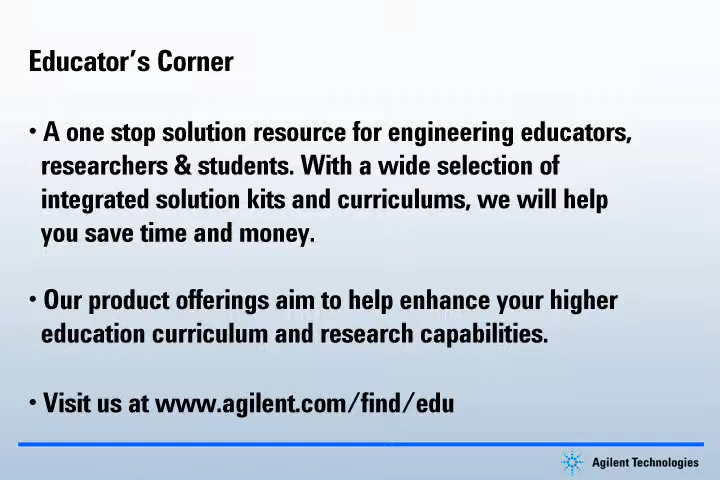 Educator’s Corner
• A one stop solution resource for engineering educators,
researchers & students. With a wide selection of
integrated solution kits and curriculums, we will help
you save time and money.
• Our product offerings aim to help enhance your higher
education curriculum and research capabilities.
• Visit us at www.agilent.com/find/edu
Agilent Technologies